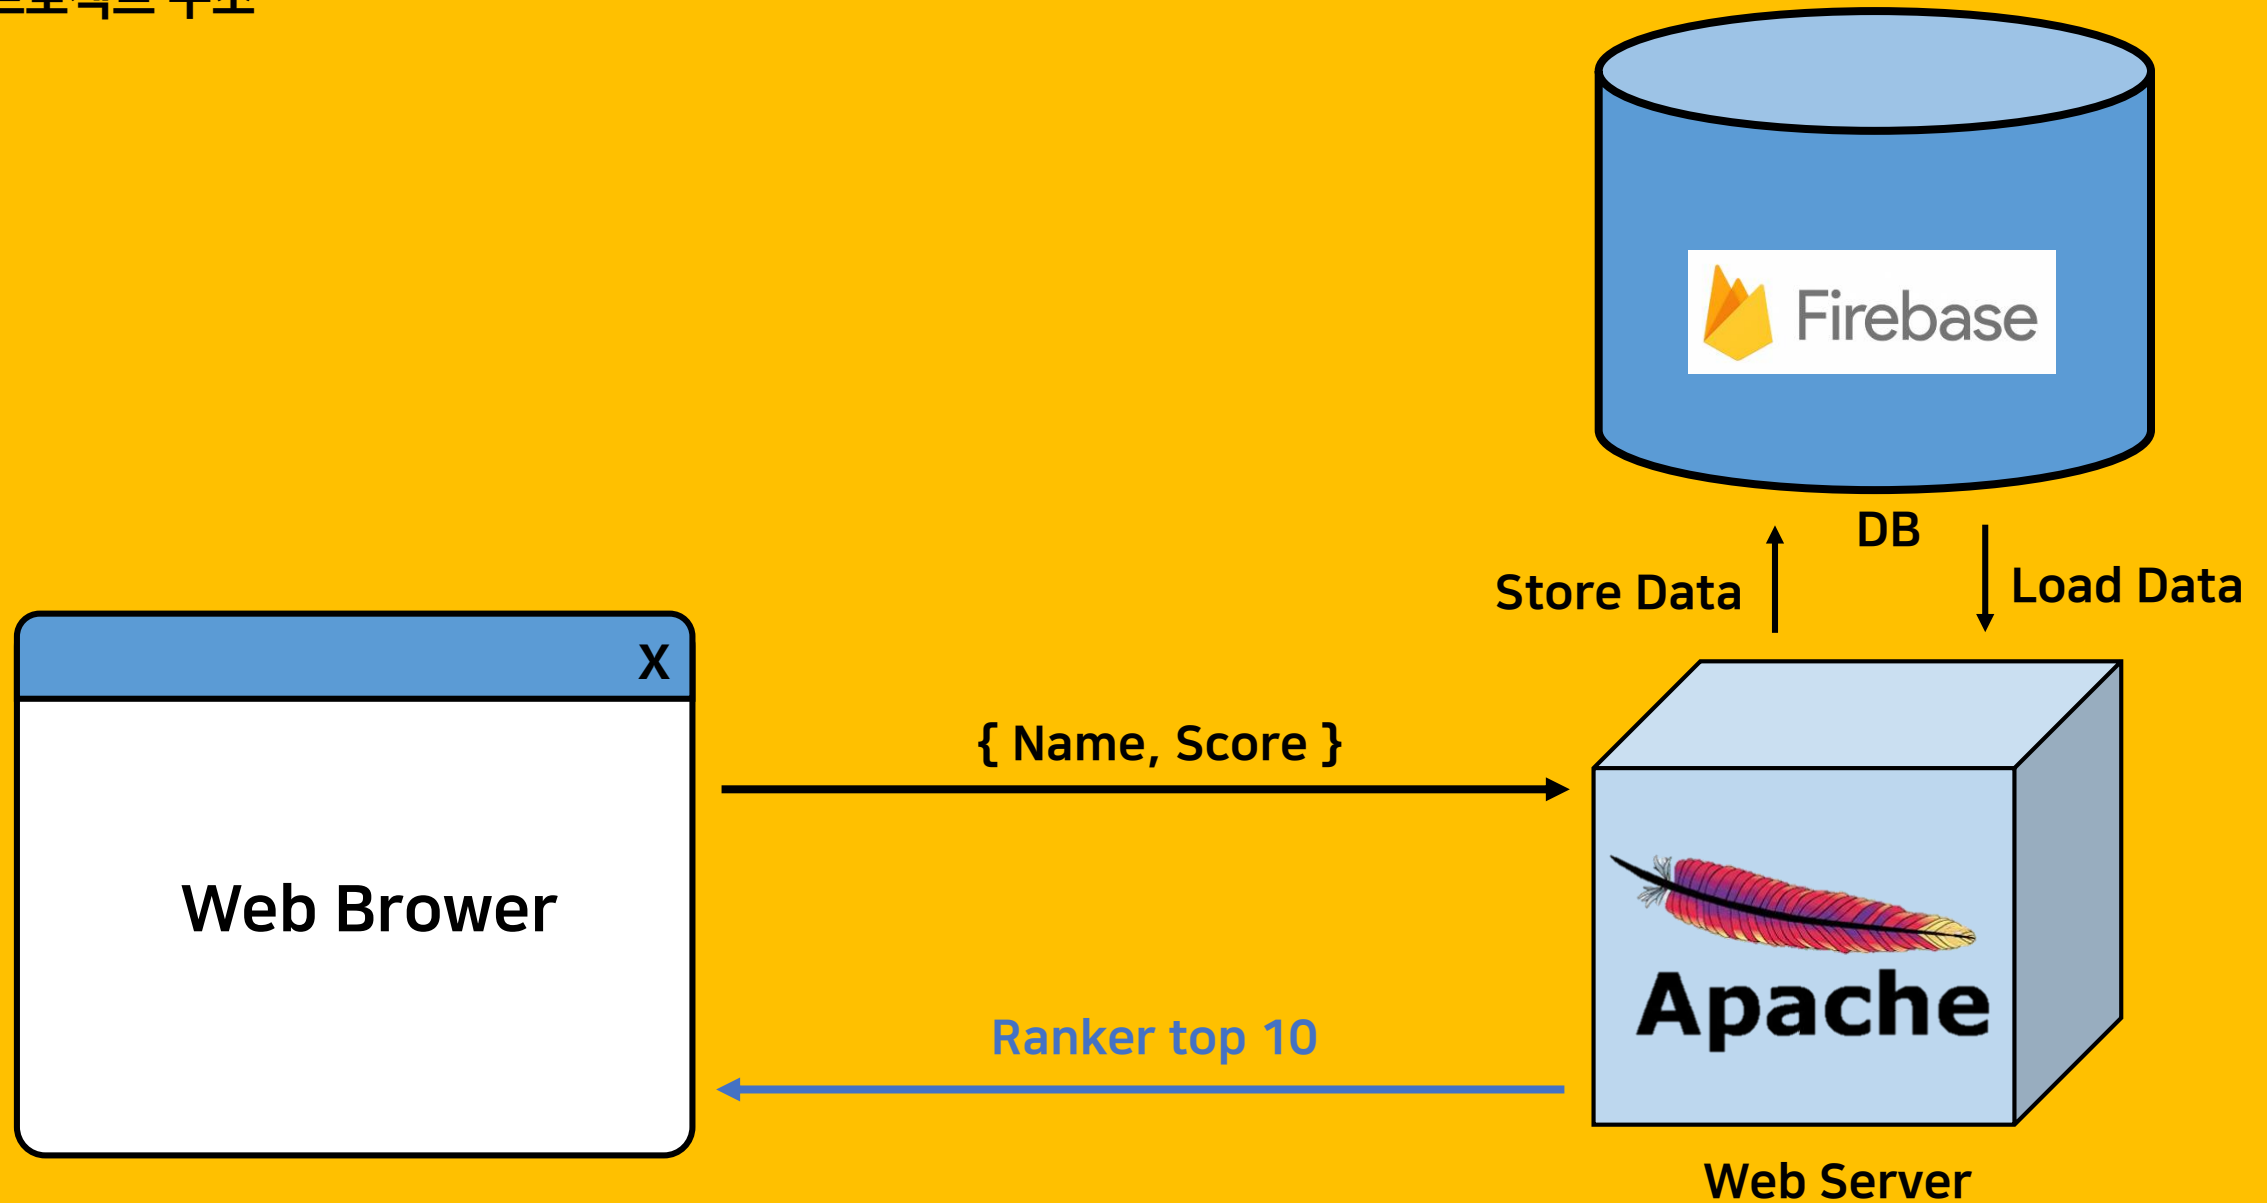 Firebase
DB
Store Data
Load Data
X
{ Name, Score }
Web Brower
Apache
Ranker top 10
Web Server